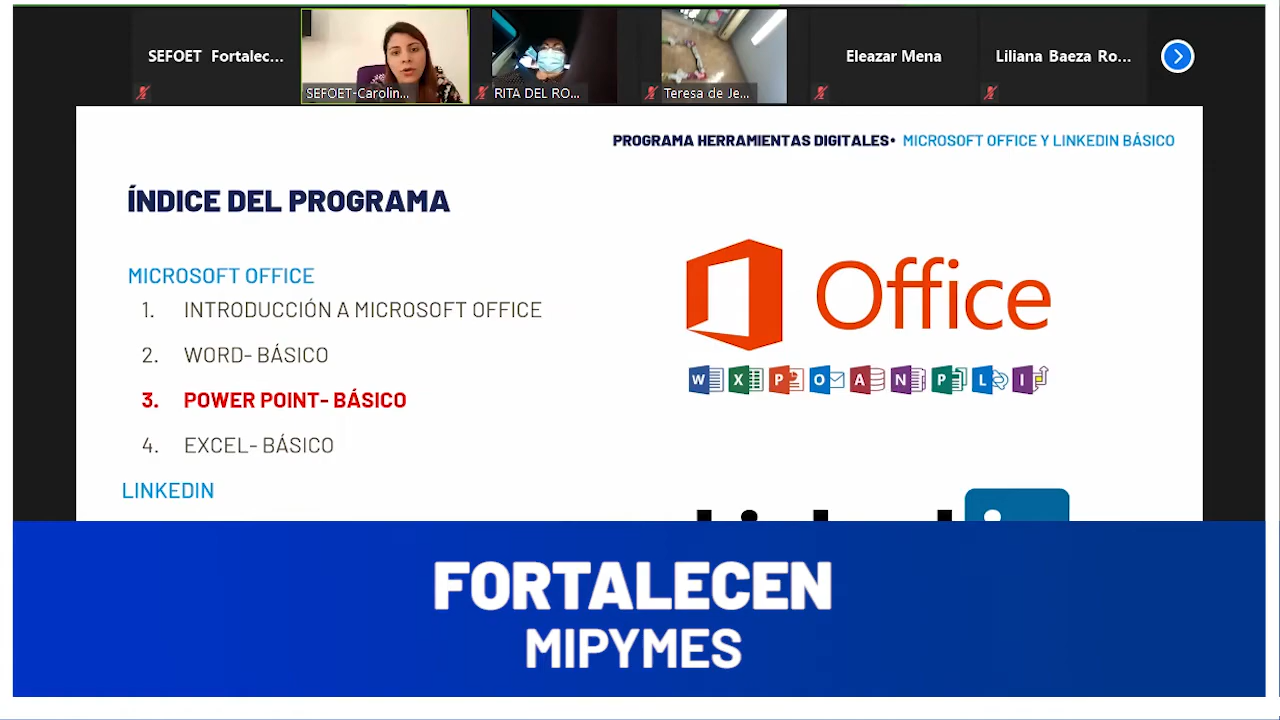 SEFOET Fortalec...
SEFOET-Carolin...
RITA DEL RO...
Teresa de Je...
Eleazar Mena
Liliana Baeza Ro...
PROGRAMA HERRAMIENTAS DIGITALES• MICROSOFT OFFICE Y LINKEDIN BÁSICO
ÍNDICE DEL PROGRAMA
MICROSOFT OFFICE
1. INTRODUCCIÓN A MICROSOFT OFFICE
2. WORD- BÁSICO
3. POWER POINT- BÁSICO
4. EXCEL- BÁSICO
LINKEDIN
Office
W X P O A N P L I
FORTALECEN
MIPYMES